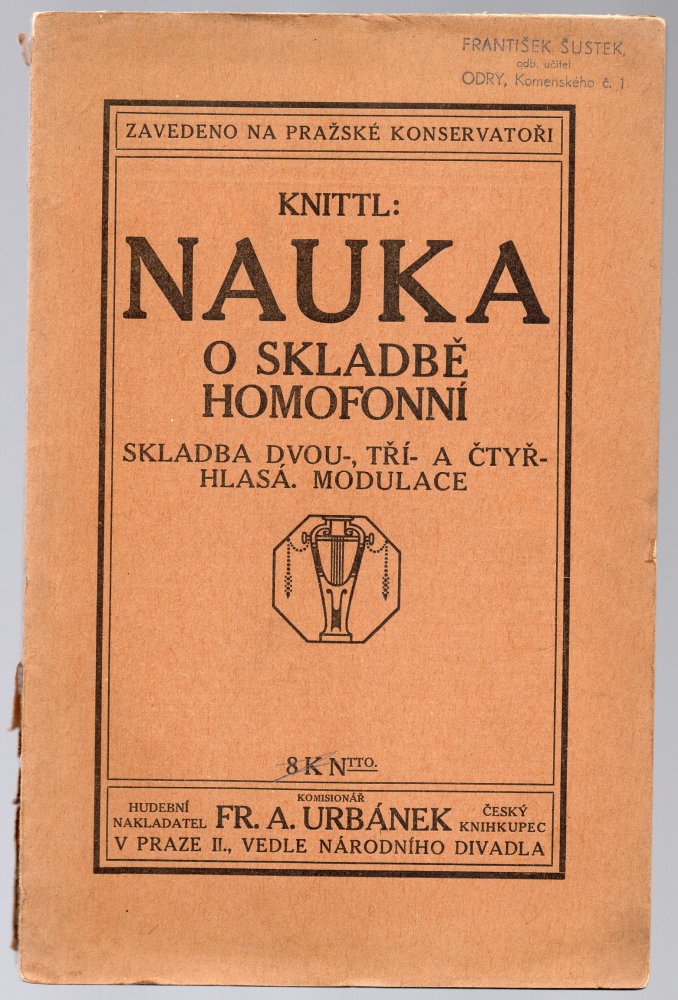 FRANTIŠEK ŠUSTEK,
odb. učitel
ODRY, Komenského č. 1
ZAVEDENO NA PRAŽSKÉ KONSERVATOŘI
KNITTL:
NAUKA
O SKLADBĚ
HOMOFONNÍ
SKLADBA DVOU-, TŘÍ- A ČTYŘ-
HLASÁ. MODULACE
8 K NTTO.
KOMISIONÁŘ
HUDEBNÍ
NAKLADATEL
FR. A. URBÁNEK
ČESKÝ
KNIHKUPEC
V PRAZE II., VEDLE NÁRODNÍHO DIVADLA